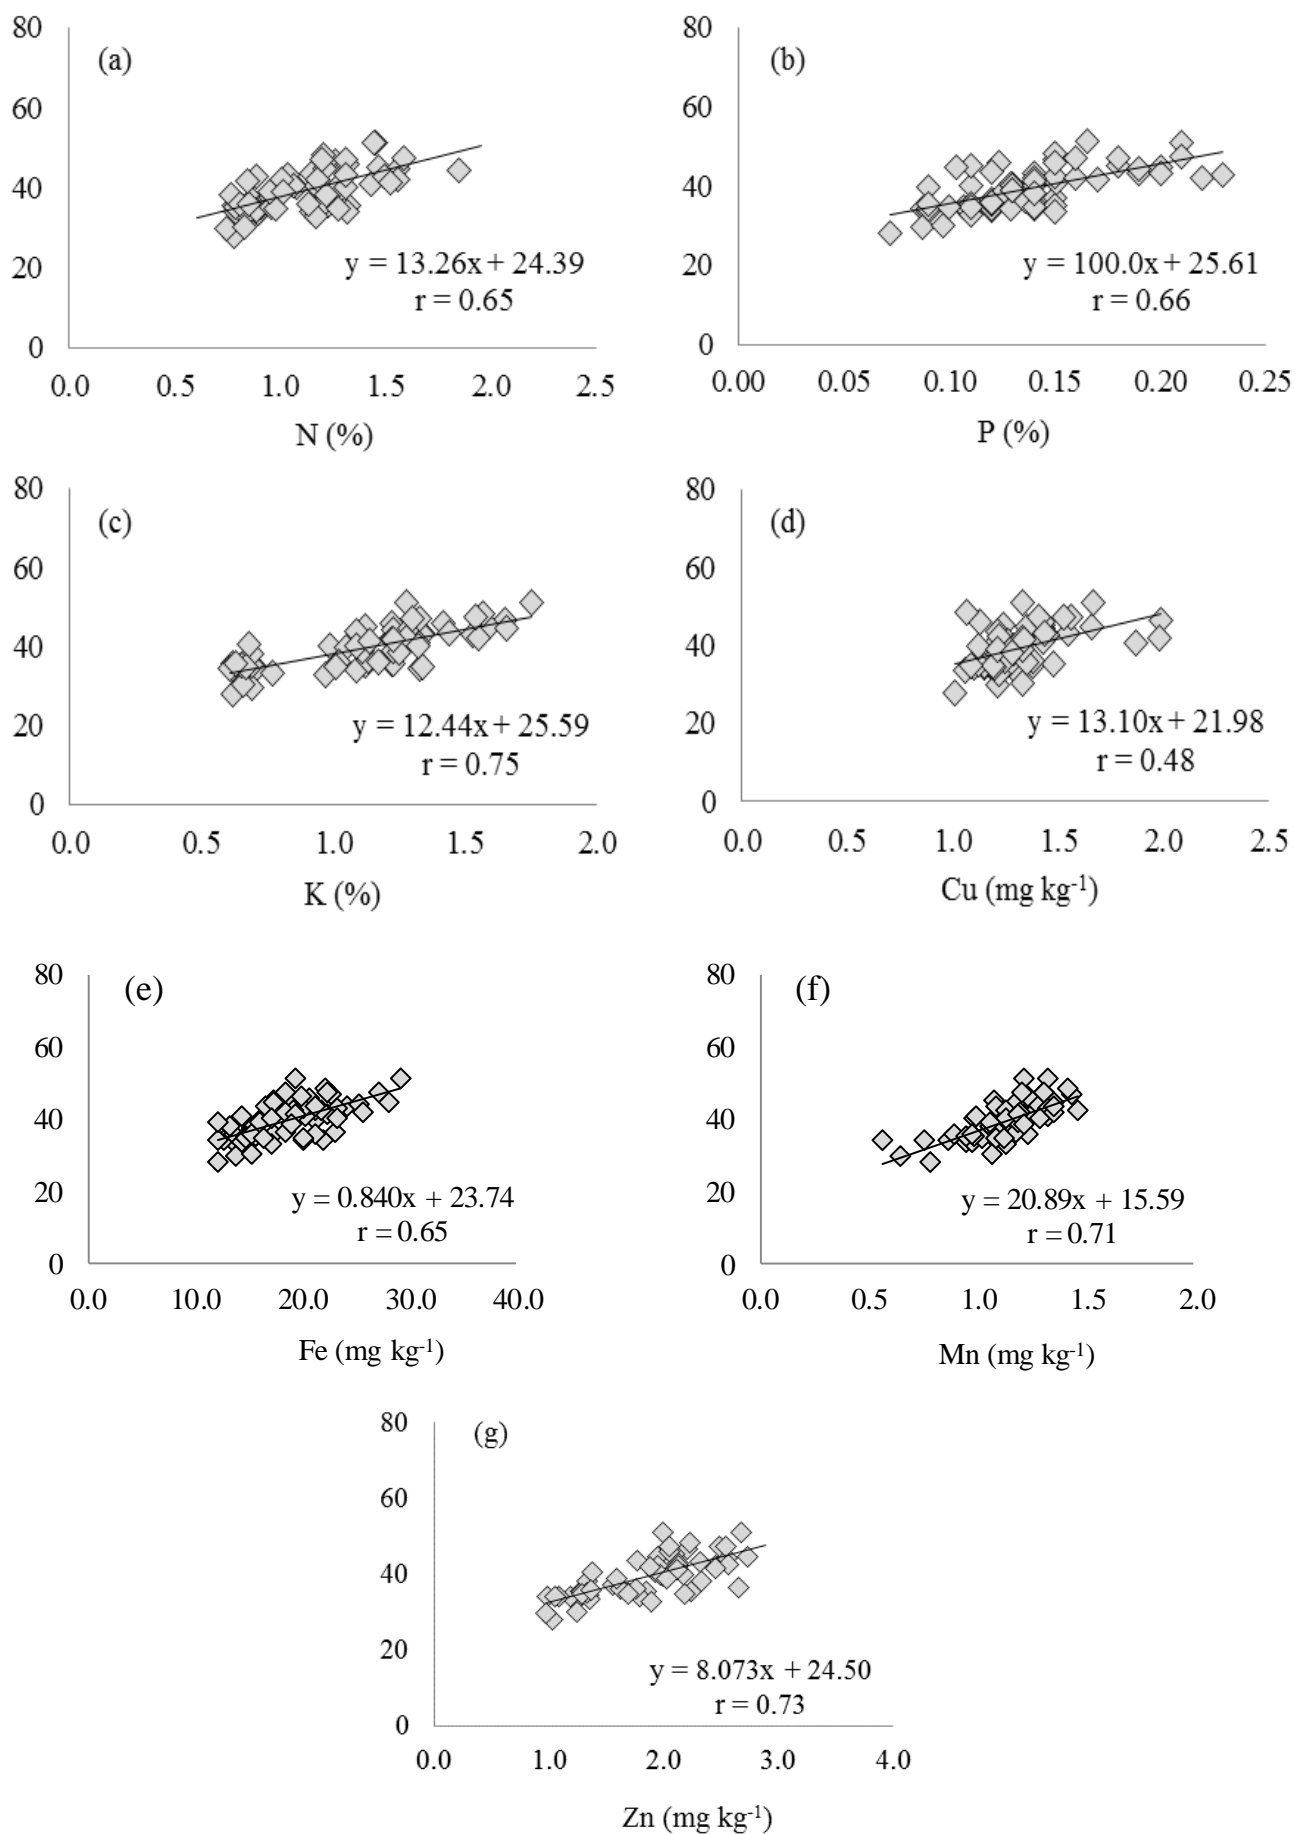 80
(a)
60
40
20
y = 13.26x + 24.39
r = 0.65
0
0.0 0.5 1.0 1.5 2.0 2.5
N (%)
80
(b)
60
40
20
y = 100.0x + 25.61
r = 0.66
0
0.00 0.05 0.10 0.15 0.20 0.25
P (%)
80
(c)
60
40
20
y = 12.44x + 25.59
r = 0.75
0
0.0 0.5 1.0 1.5 2.0
K (%)
80
(d)
60
40
20
y = 13.10x + 21.98
r = 0.48
0
0.0 0.5 1.0 1.5 2.0 2.5
Cu (mg kg⁻¹)
80
(e)
60
40
20
y = 0.840x + 23.74
r = 0.65
0
0.0 10.0 20.0 30.0 40.0
Fe (mg kg⁻¹)
80
(f)
60
40
20
y = 20.89x + 15.59
r = 0.71
0
0.0 0.5 1.0 1.5 2.0
Mn (mg kg⁻¹)
80
(g)
60
40
20
y = 8.073x + 24.50
r = 0.73
0
0.0 1.0 2.0 3.0 4.0
Zn (mg kg⁻¹)